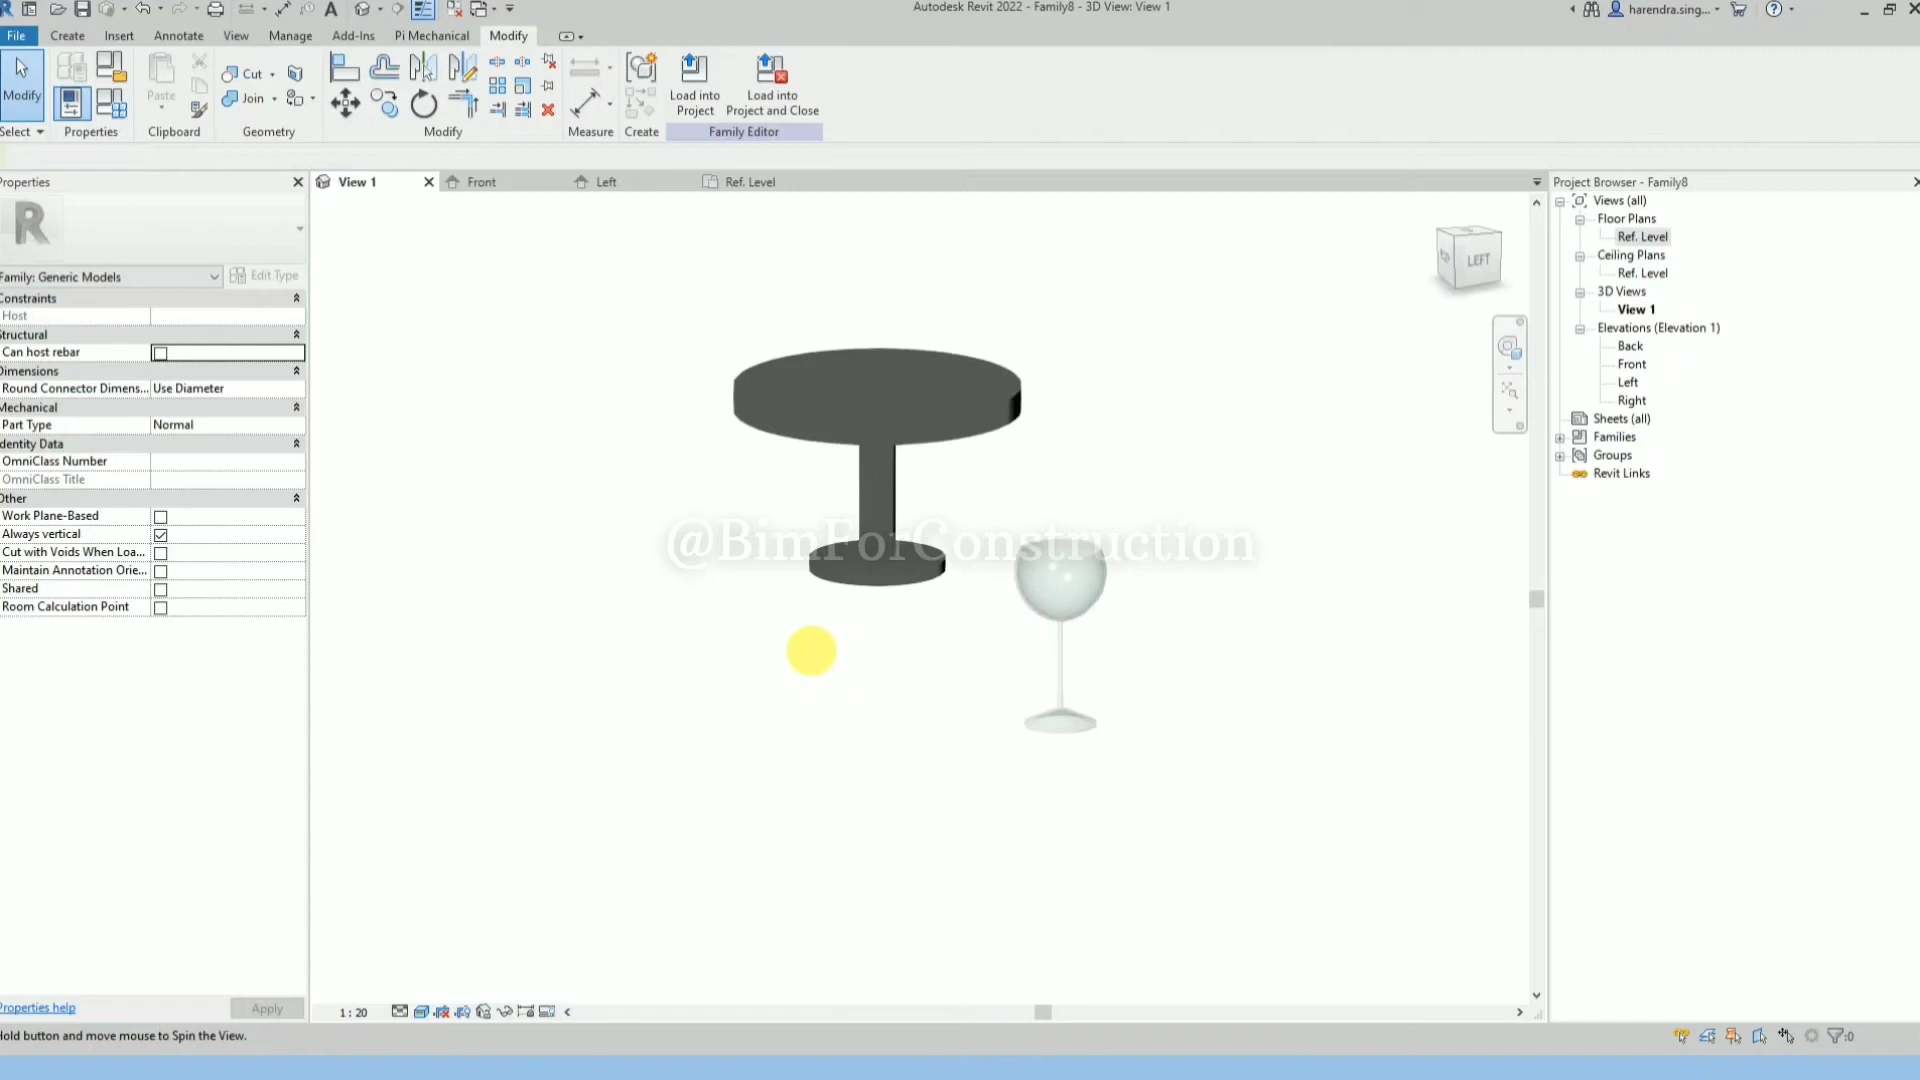 Autodesk Revit 2022 - Family8 - 3D View: View 1
harendra.sing...
File Create Insert Annotate View Manage Add-Ins Pi Mechanical Modify
Modify
Paste
Cut
Join
Load into Project
Load into Project and Close
Select Properties Clipboard Geometry Modify Measure Create Family Editor
Properties
View 1 Front Left Ref. Level
Project Browser - Family8
Family: Generic Models
Edit Type
Constraints
Host
Structural
Can host rebar
Dimensions
Round Connector Dimens... Use Diameter
Mechanical
Part Type Normal
Identity Data
OmniClass Number
OmniClass Title
Other
Work Plane-Based
Always vertical
Cut with Voids When Loa...
Maintain Annotation Orie...
Shared
Room Calculation Point
Properties help
Apply
LEFT
@BimForConstruction
Views (all)
Floor Plans
Ref. Level
Ceiling Plans
Ref. Level
3D Views
View 1
Elevations (Elevation 1)
Back
Front
Left
Right
Sheets (all)
Families
Groups
Revit Links
1 : 20
Hold button and move mouse to Spin the View.
:0